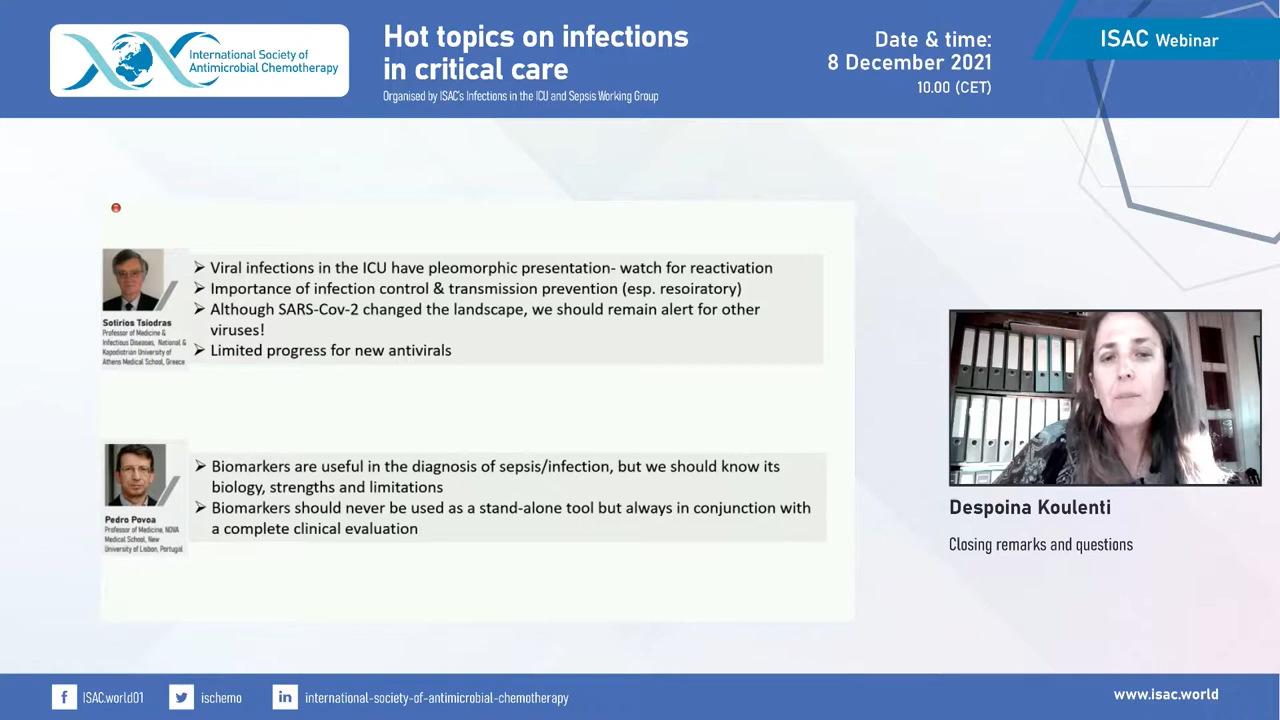 International Society of
Antimicrobial Chemotherapy
Hot topics on infections
in critical care
Organised by ISAC's Infections in the ICU and Sepsis Working Group
Date & time:
8 December 2021
10.00 (CET)
ISAC Webinar
➢ Viral infections in the ICU have pleomorphic presentation- watch for reactivation
➢ Importance of infection control & transmission prevention (esp. resoiratory)
➢ Although SARS-Cov-2 changed the landscape, we should remain alert for other
viruses!
➢ Limited progress for new antivirals
Sotirios Tsiodras
Professor of Medicine &
Infectious Diseases, National &
Kapodistrian University of
Athens Medical School, Greece
➢ Biomarkers are useful in the diagnosis of sepsis/infection, but we should know its
biology, strengths and limitations
➢ Biomarkers should never be used as a stand-alone tool but always in conjunction with
a complete clinical evaluation
Pedro Povoa
Professor of Medicine, NOVA
Medical School, New
University of Lisbon, Portugal
Despoina Koulenti
Closing remarks and questions
ISAC.world01
ischemo
international-society-of-antimicrobial-chemotherapy
www.isac.world